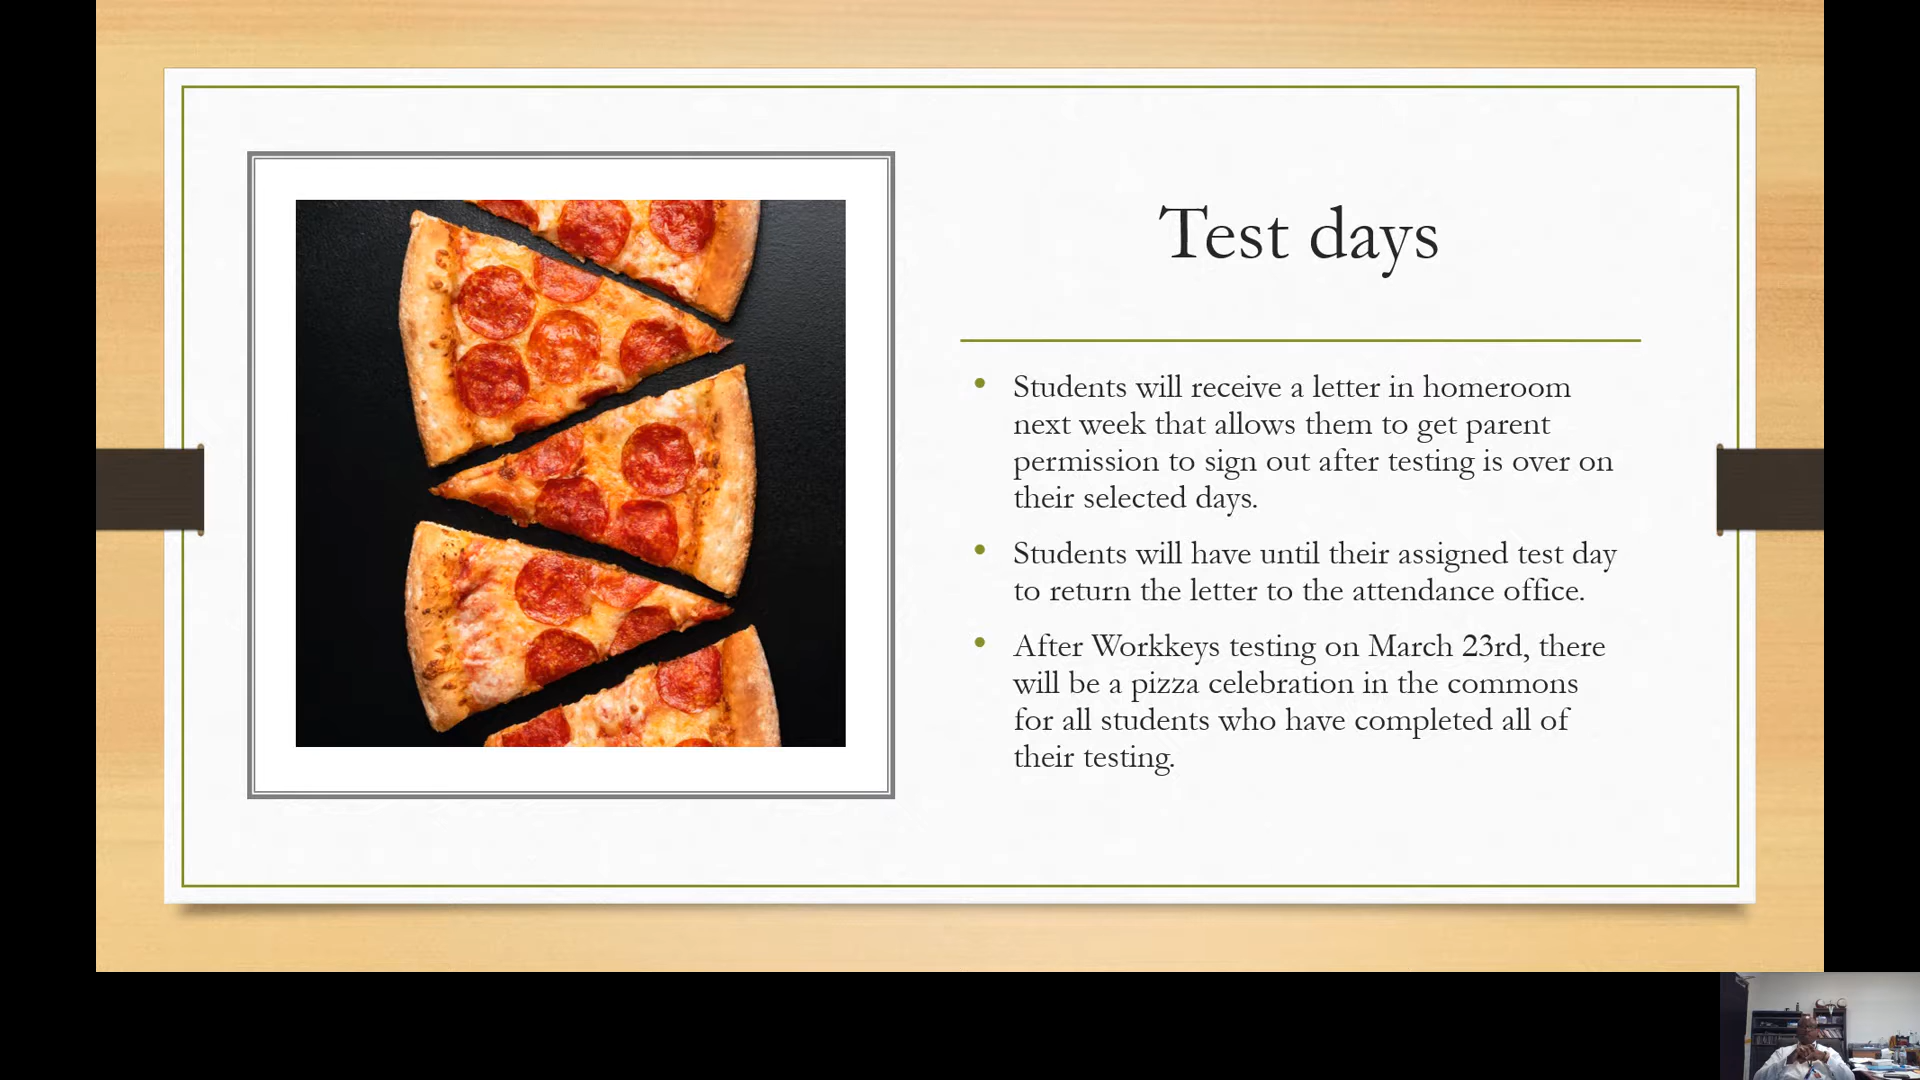 Test days
Students will receive a letter in homeroom
next week that allows them to get parent
permission to sign out after testing is over on
their selected days.
Students will have until their assigned test day
to return the letter to the attendance office.
After Workkeys testing on March 23rd, there
will be a pizza celebration in the commons
for all students who have completed all of
their testing.